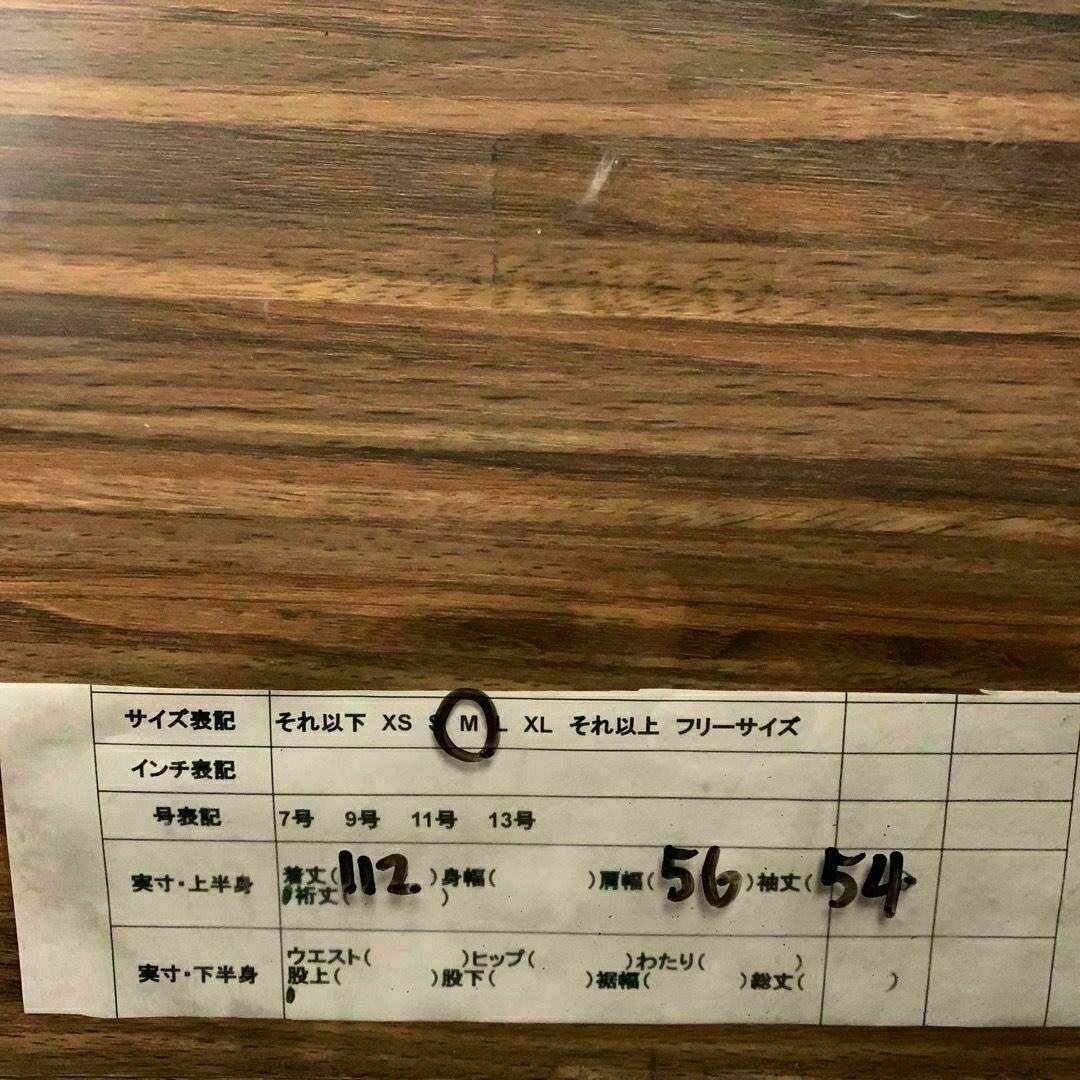 サイズ表記 それ以下 XS S M L XL それ以上 フリーサイズ
インチ表記
号表記 7号 9号 11号 13号
実寸・上半身 着丈(112)身幅( )肩幅(56)袖丈(54)
裄丈( )
実寸・下半身 ウエスト( )ヒップ( )わたり( )
股上( )股下( )裾幅( )総丈( )